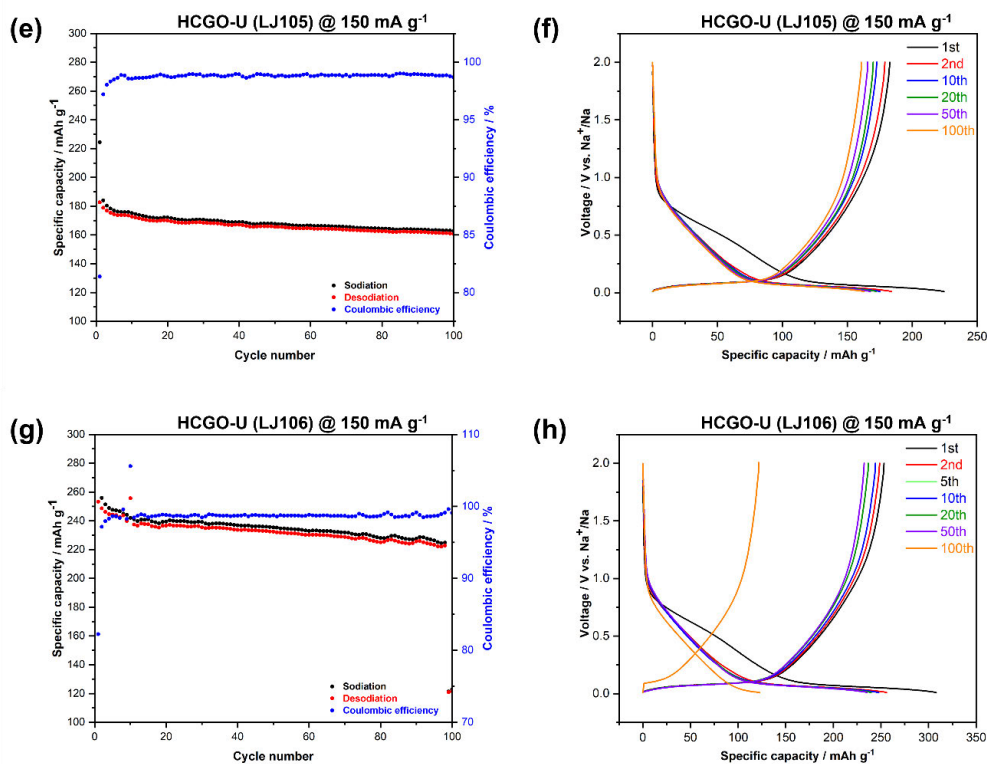 (e)
HCGO-U (LJ105) @ 150 mA g-1
300
280
260
240
220
200
180
160
140
120
100
0
20
40
60
80
100
100
95
90
85
80
Specific capacity / mAh g-1
Coulombic efficiency / %
Cycle number
Sodiation
Desodiation
Coulombic efficiency
(f)
HCGO-U (LJ105) @ 150 mA g-1
2.0
1.5
1.0
0.5
0.0
0
50
100
150
200
250
Voltage / V vs. Na+/Na
Specific capacity / mAh g-1
1st
2nd
10th
20th
50th
100th
(g)
HCGO-U (LJ106) @ 150 mA g-1
300
280
260
240
220
200
180
160
140
120
100
0
20
40
60
80
100
110
100
90
80
70
Specific capacity / mAh g-1
Coulombic efficiency / %
Cycle number
Sodiation
Desodiation
Coulombic efficiency
(h)
HCGO-U (LJ106) @ 150 mA g-1
2.0
1.5
1.0
0.5
0.0
0
50
100
150
200
250
300
350
Voltage / V vs. Na+/Na
Specific capacity / mAh g-1
1st
2nd
5th
10th
20th
50th
100th